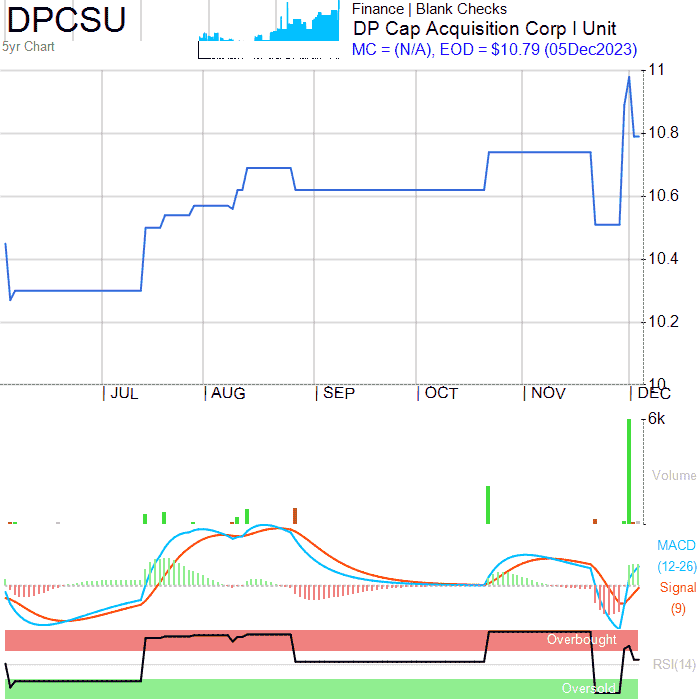 DPCSU
5yr Chart
Finance | Blank Checks
DP Cap Acquisition Corp I Unit
MC = (N/A), EOD = $10.79 (05Dec2023)
11
10.8
10.6
10.4
10.2
10
JUL AUG SEP OCT NOV DEC
6k
Volume
MACD
(12-26)
Signal
(9)
Overbought
RSI(14)
Oversold